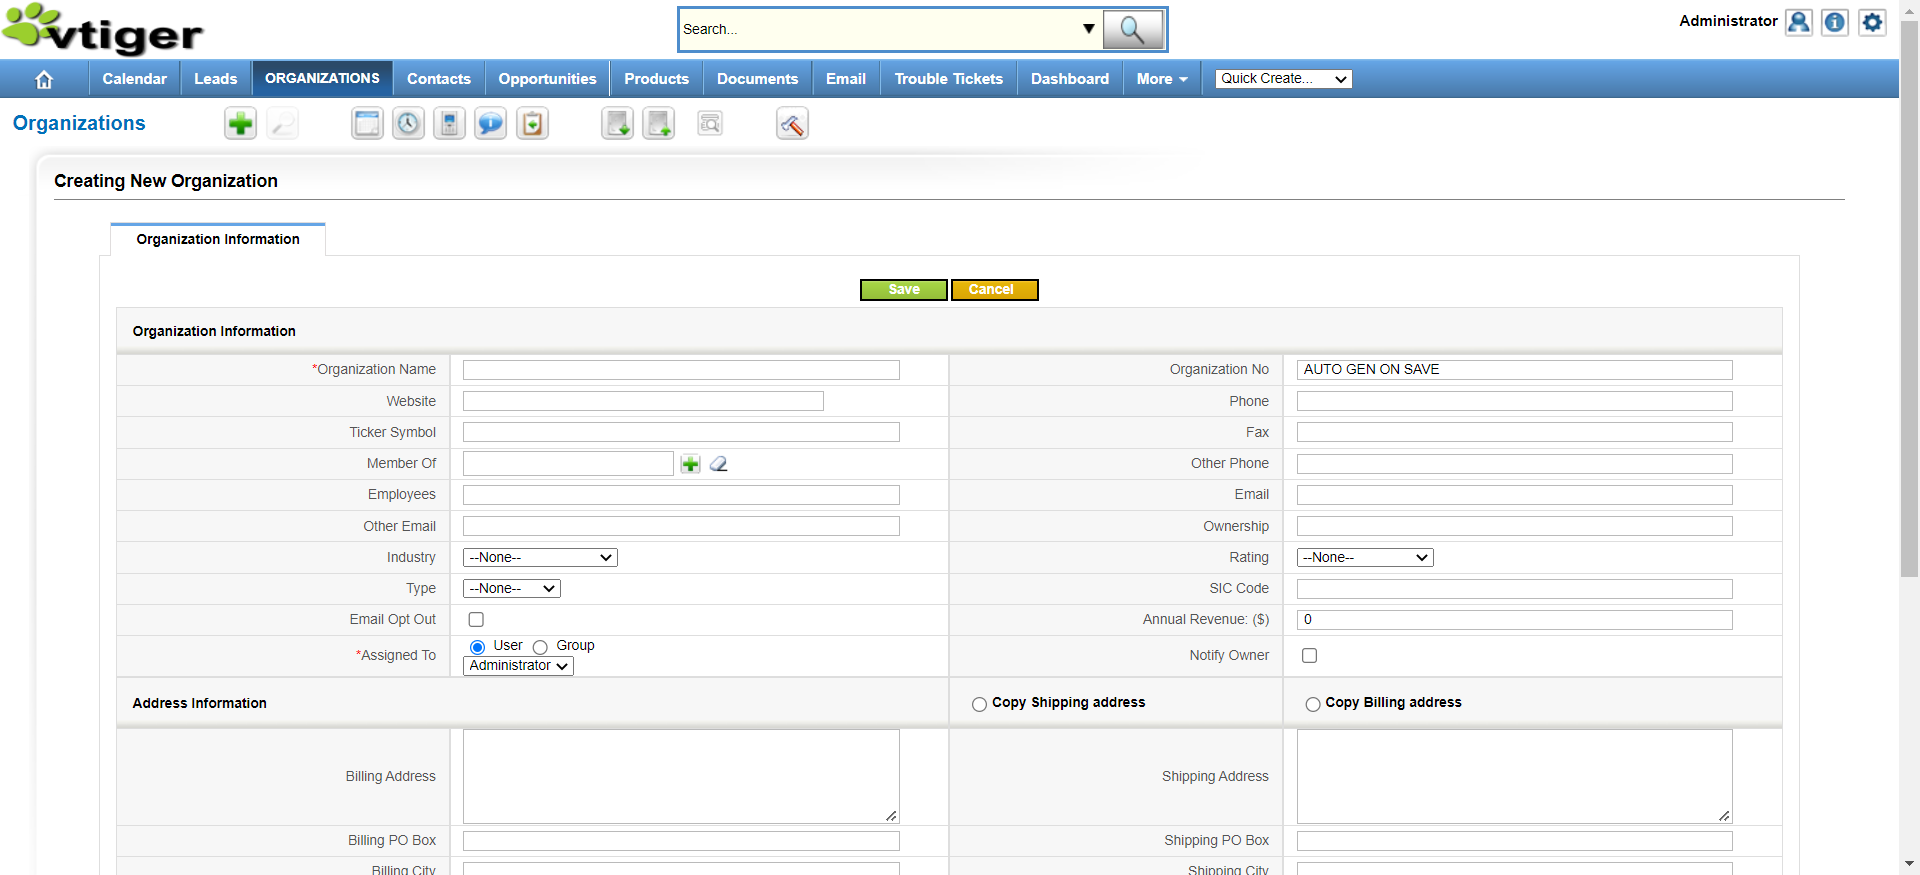 vtiger
Search...
Administrator
Calendar
Leads
ORGANIZATIONS
Contacts
Opportunities
Products
Documents
Email
Trouble Tickets
Dashboard
More
Quick Create...
Organizations
Creating New Organization
Organization Information
Save
Cancel
Organization Information
*Organization Name
Organization No
AUTO GEN ON SAVE
Website
Phone
Ticker Symbol
Fax
Member Of
Other Phone
Employees
Email
Other Email
Ownership
Industry
--None--
Rating
--None--
Type
--None--
SIC Code
Email Opt Out
Annual Revenue: ($)
0
*Assigned To
User
Group
Administrator
Notify Owner
Address Information
Copy Shipping address
Copy Billing address
Billing Address
Shipping Address
Billing PO Box
Shipping PO Box
Billing City
Shipping City